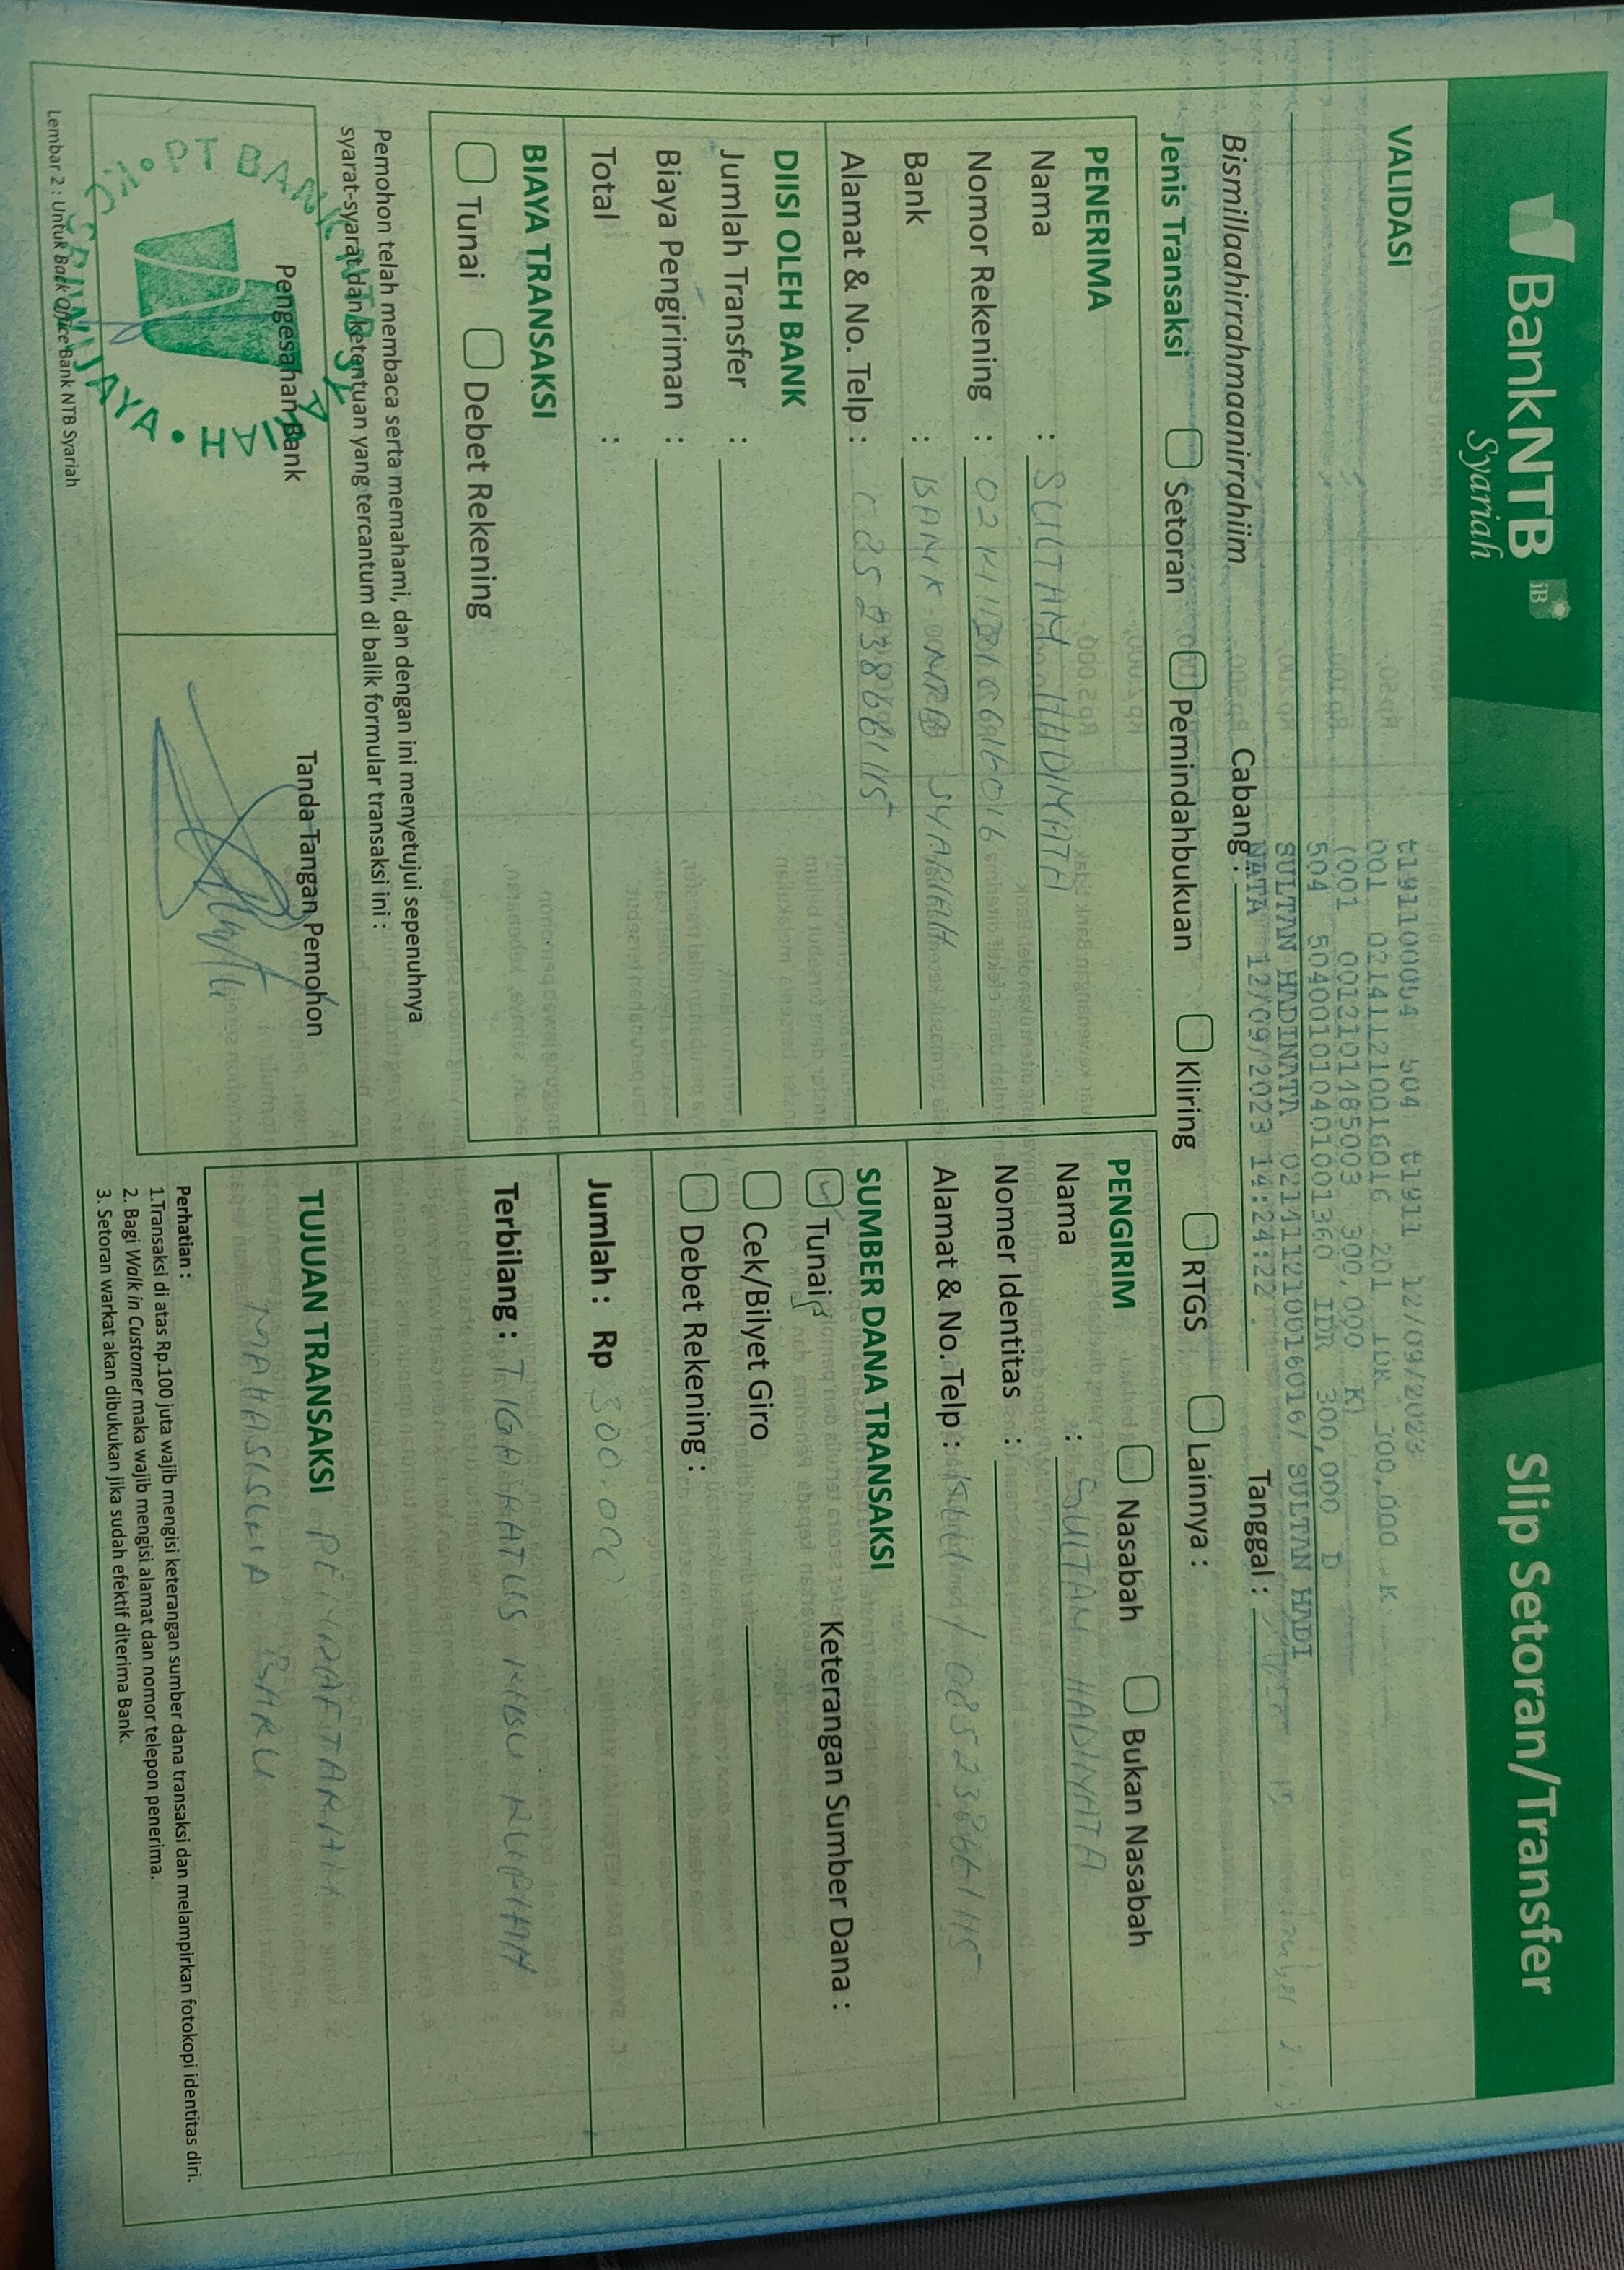 BankNTB iB
Syariah
Slip Setoran/Transfer
VALIDASI
t191100054 504 t1911 12/09/2023
001 021411210016016 201 IDR 300,000 K
(001 0012101485003 300,000 K)
504 504001010401001360 IDR 300,000 D
SULTAN HADINATA 021411210016016/ SULTAN HADI
NATA 12/09/2023 14:24:22
Bismillaahirrahmaanirrahiim
Cabang :
Tanggal :
Jenis Transaksi Setoran Pemindahbukuan Kliring RTGS Lainnya :
PENERIMA
Nama : SULTAN HADINATA
Nomor Rekening :
Bank : BANK NTB SYARIAH
Alamat & No. Telp :
DIISI OLEH BANK
Jumlah Transfer :
Biaya Pengiriman :
Total :
BIAYA TRANSAKSI
Tunai Debet Rekening
Pemohon telah membaca serta memahami, dan dengan ini menyetujui sepenuhnya
syarat-syarat dan ketentuan yang tercantum di balik formular transaksi ini :
Pengesahan Bank
Tanda Tangan Pemohon
PT BANK NTB SYARIAH
Lembar 2 : Untuk Back Office Bank NTB Syariah
PENGIRIM Nasabah Bukan Nasabah
Nama : SULTAN HADINATA
Nomer Identitas :
Alamat & No. Telp :
SUMBER DANA TRANSAKSI
Tunai Keterangan Sumber Dana :
Cek/Bilyet Giro
Debet Rekening :
Jumlah : Rp 300.000
Terbilang : TIGA RATUS RIBU RUPIAH
TUJUAN TRANSAKSI PENDAFTARAN
MAHASISWA BARU
Perhatian :
1.Transaksi di atas Rp.100 juta wajib mengisi keterangan sumber dana transaksi dan melampirkan fotokopi identitas diri.
2. Bagi Walk in Customer maka wajib mengisi alamat dan nomor telepon penerima.
3. Setoran warkat akan dibukukan jika sudah efektif diterima Bank.